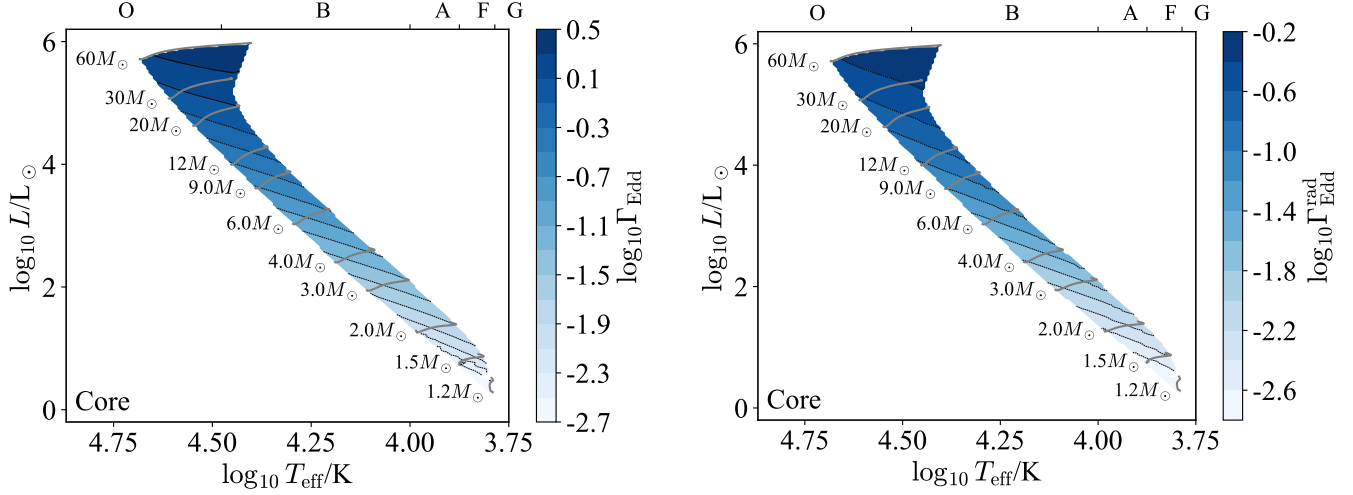 O B A F G
6
4
2
0
log₁₀ L/L⊙
60M⊙
30M⊙
20M⊙
12M⊙
9.0M⊙
6.0M⊙
4.0M⊙
3.0M⊙
2.0M⊙
1.5M⊙
1.2M⊙
Core
4.75 4.50 4.25 4.00 3.75
log₁₀ T_eff/K
0.5
0.1
-0.3
-0.7
-1.1
-1.5
-1.9
-2.3
-2.7
log₁₀ Γ_Edd
O B A F G
6
4
2
0
log₁₀ L/L⊙
60M⊙
30M⊙
20M⊙
12M⊙
9.0M⊙
6.0M⊙
4.0M⊙
3.0M⊙
2.0M⊙
1.5M⊙
1.2M⊙
Core
4.75 4.50 4.25 4.00 3.75
log₁₀ T_eff/K
-0.2
-0.6
-1.0
-1.4
-1.8
-2.2
-2.6
log₁₀ Γ_Edd^rad